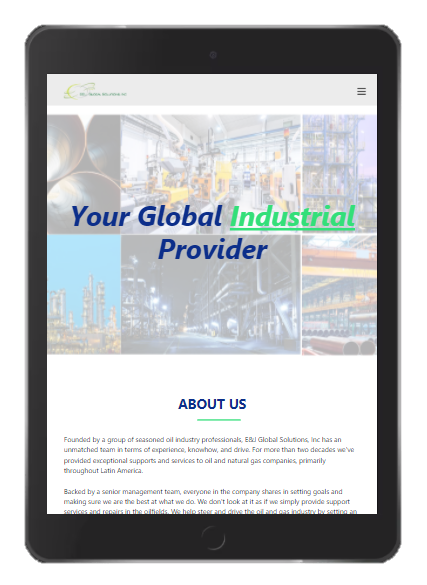 Your Global Industrial
Provider
ABOUT US
Founded by a group of seasoned oil industry professionals, E&J Global Solutions, Inc has an
unmatched team in terms of experience, knowhow, and drive. For more than two decades we've
provided exceptional supports and services to oil and natural gas companies, primarily
throughout Latin America.
Backed by a senior management team, everyone in the company shares in setting goals and
making sure we are the best at what we do. We don't look at it as if we simply provide support
services and repairs in the oilfields. We help steer and drive the oil and gas industry by setting an